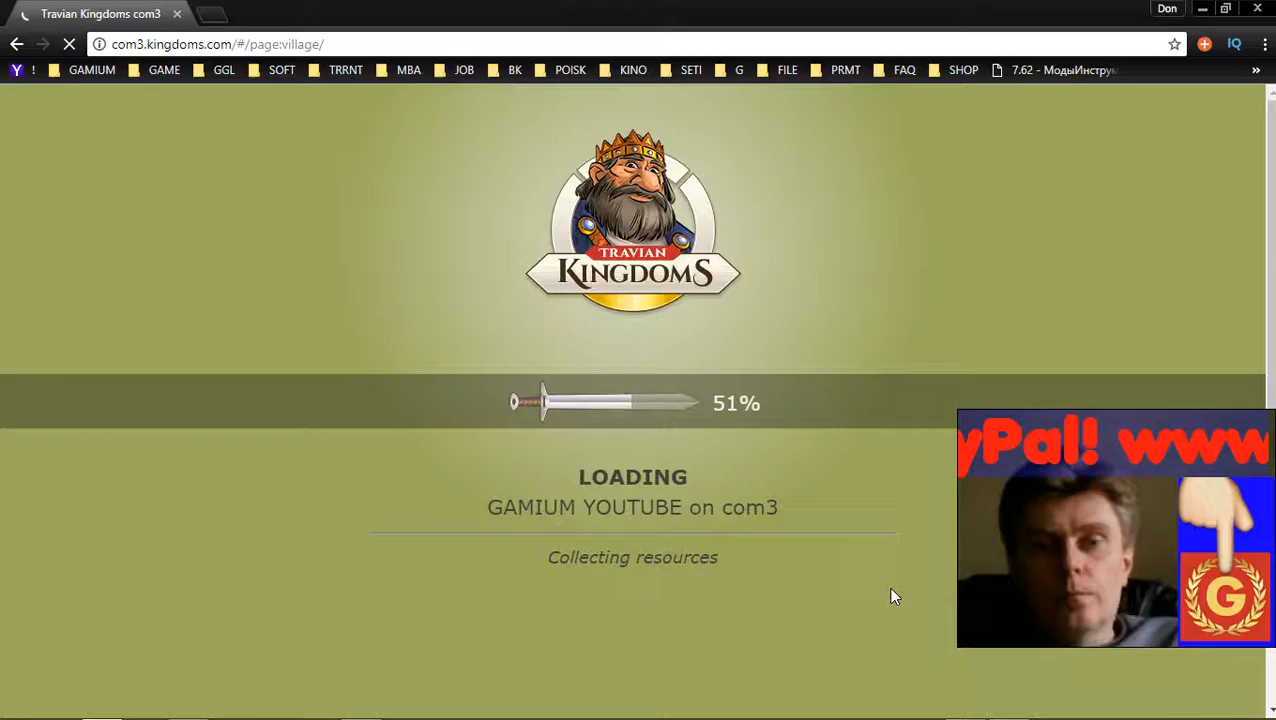 Travian Kingdoms com3
Don
com3.kingdoms.com/#/page:village/
IQ
Y ! GAMIUM GAME GGL SOFT TRRNT MBA JOB BK POISK KINO SETI G FILE PRMT FAQ SHOP 7.62 - МодыИнструм »
TRAVIAN
KINGDOMS
51%
yPal! www
LOADING
GAMIUM YOUTUBE on com3
Collecting resources
G